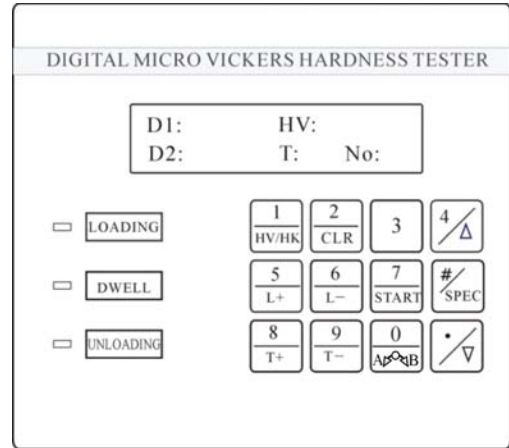 DIGITAL MICRO VICKERS HARDNESS TESTER
D1: HV:
D2: T: No:
LOADING
1 HV/HK
2 CLR
3
4 Δ
DWELL
5 L+
6 L−
7 START
# SPEC
UNLOADING
8 T+
9 T−
0 A B
• ∇